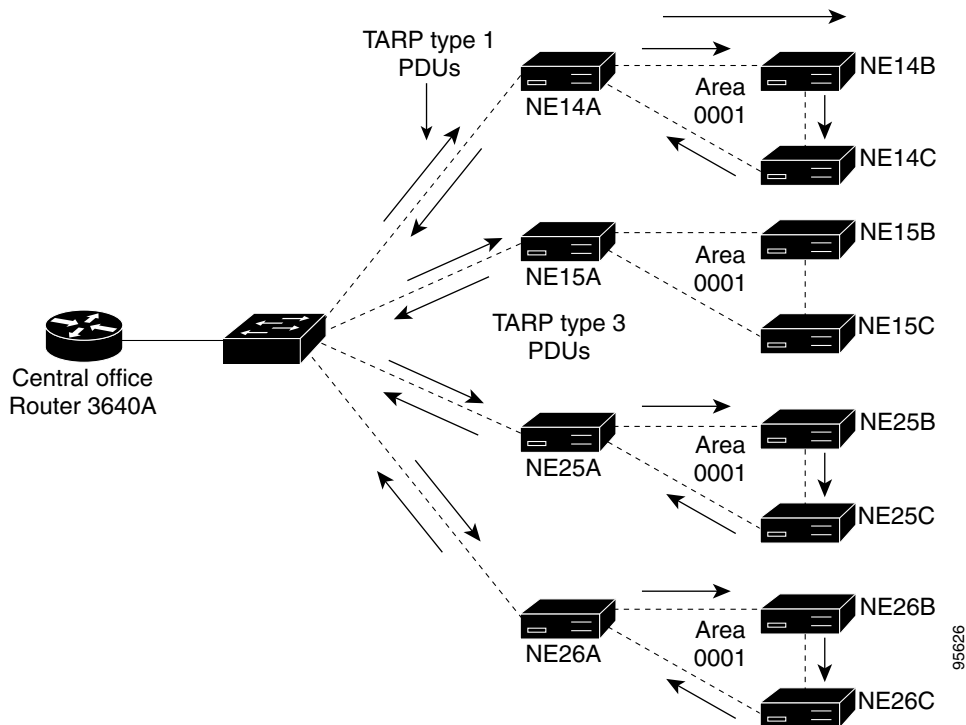 TARP type 1
PDUs
NE14A
Area
0001
NE14B
NE14C
NE15A
Area
0001
NE15B
NE15C
TARP type 3
PDUs
Central office
Router 3640A
NE25A
Area
0001
NE25B
NE25C
NE26A
Area
0001
NE26B
NE26C
95626